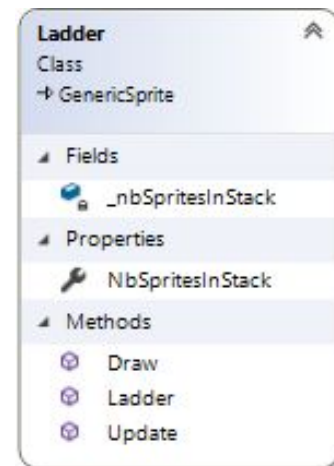 Ladder
Class
GenericSprite
Fields
_nbSpritesInStack
Properties
NbSpritesInStack
Methods
Draw
Ladder
Update